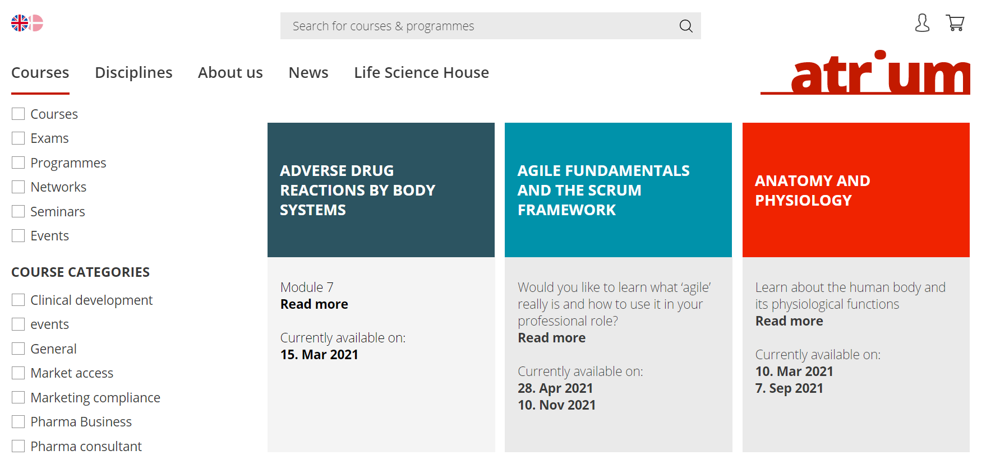 Search for courses & programmes
Courses
Disciplines
About us
News
Life Science House
atrium
Courses
Exams
Programmes
Networks
Seminars
Events
COURSE CATEGORIES
Clinical development
events
General
Market access
Marketing compliance
Pharma Business
Pharma consultant
ADVERSE DRUG
REACTIONS BY BODY
SYSTEMS
Module 7
Read more
Currently available on:
15. Mar 2021
AGILE FUNDAMENTALS
AND THE SCRUM
FRAMEWORK
Would you like to learn what ‘agile’
really is and how to use it in your
professional role?
Read more
Currently available on:
28. Apr 2021
10. Nov 2021
ANATOMY AND
PHYSIOLOGY
Learn about the human body and
its physiological functions
Read more
Currently available on:
10. Mar 2021
7. Sep 2021